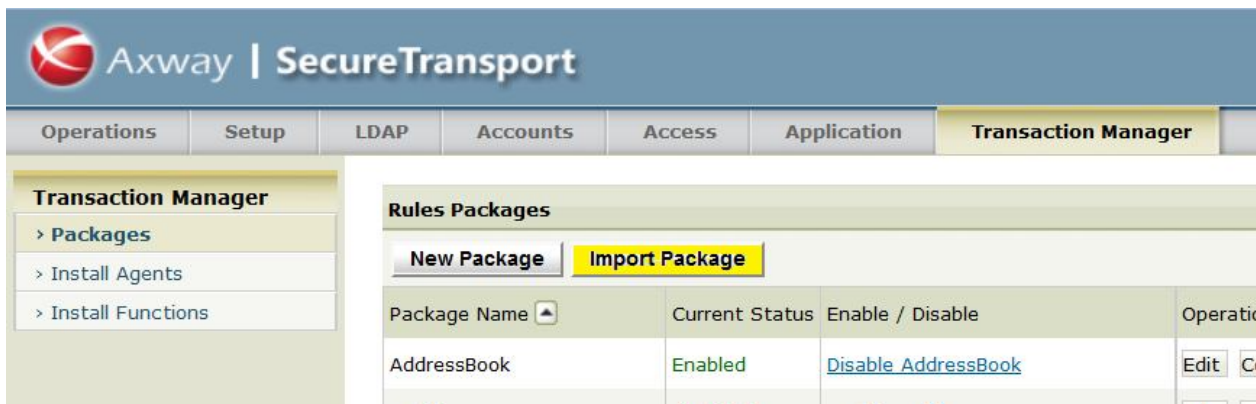 Axway | SecureTransport
Operations Setup LDAP Accounts Access Application Transaction Manager
Transaction Manager
› Packages
› Install Agents
› Install Functions
Rules Packages
New Package Import Package
Package Name Current Status Enable / Disable
AddressBook Enabled Disable AddressBook Edit